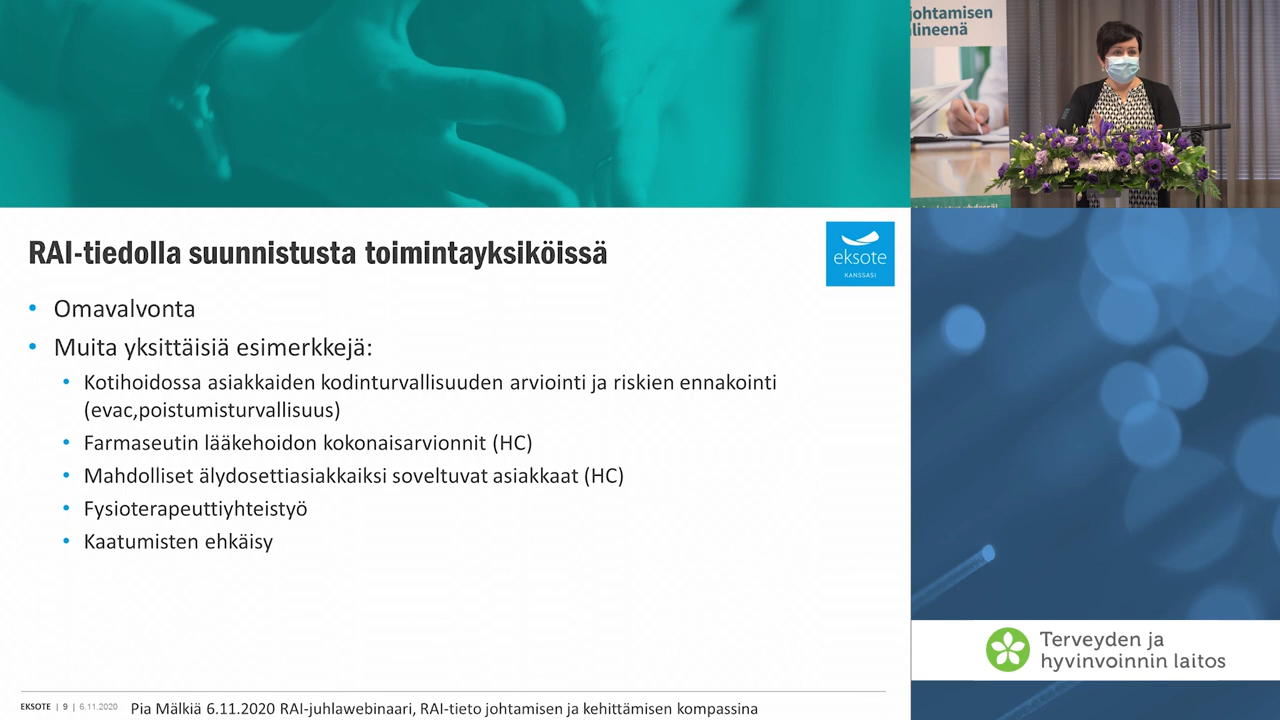 johtamisen
lineenä
RAI-tiedolla suunnistusta toimintayksiköissä
eksote
KANSSASI
• Omavalvonta
• Muita yksittäisiä esimerkkejä:
• Kotihoidossa asiakkaiden kodinturvallisuuden arviointi ja riskien ennakointi
(evac,poistumisturvallisuus)
• Farmaseutin lääkehoidon kokonaisarvionnit (HC)
• Mahdolliset älydosettiasiakkaiksi soveltuvat asiakkaat (HC)
• Fysioterapeuttiyhteistyö
• Kaatumisten ehkäisy
Terveyden ja
hyvinvoinnin laitos
EKSOTE | 9 | 6.11.2020 Pia Mälkiä 6.11.2020 RAI-juhlawebinaari, RAI-tieto johtamisen ja kehittämisen kompassina